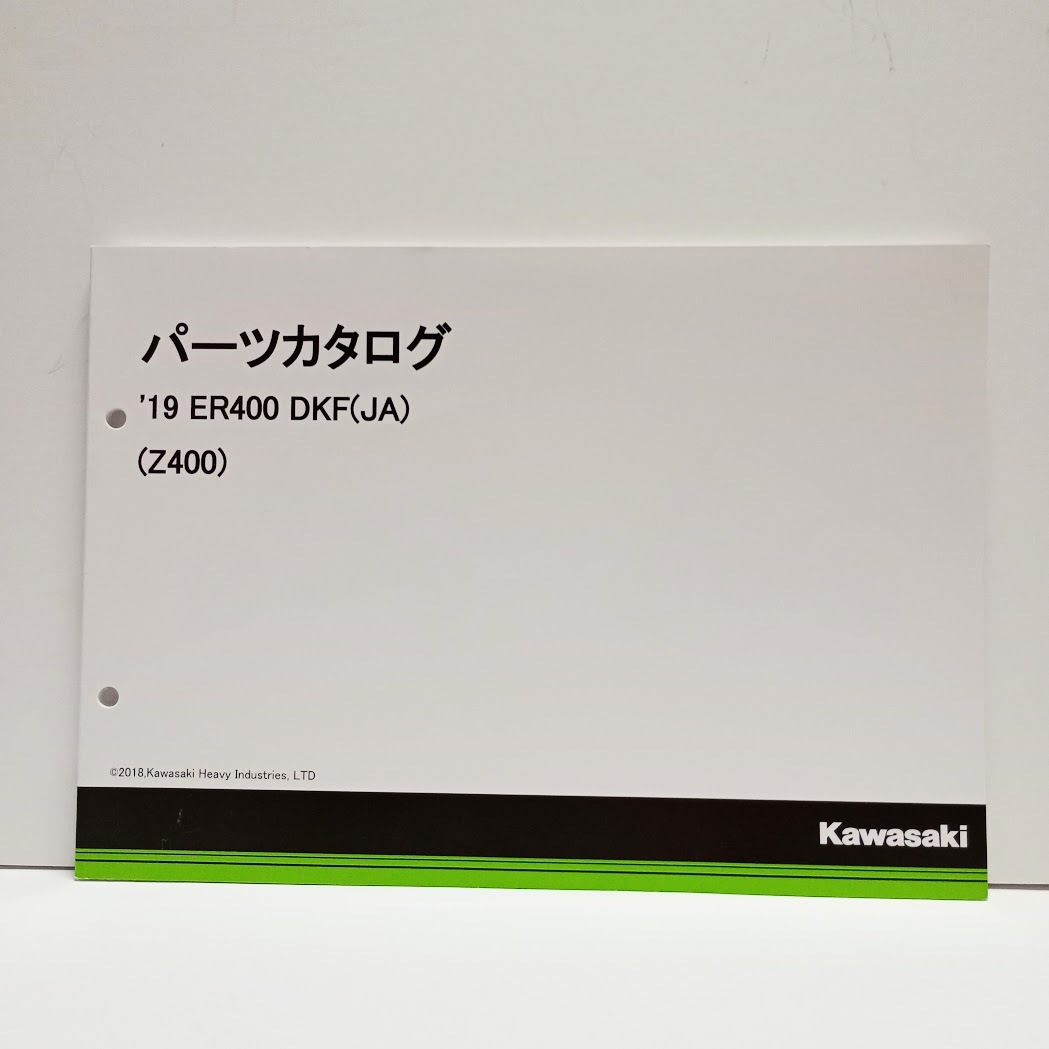 パーツカタログ
'19 ER400 DKF(JA)
(Z400)
©2018,Kawasaki Heavy Industries, LTD
Kawasaki